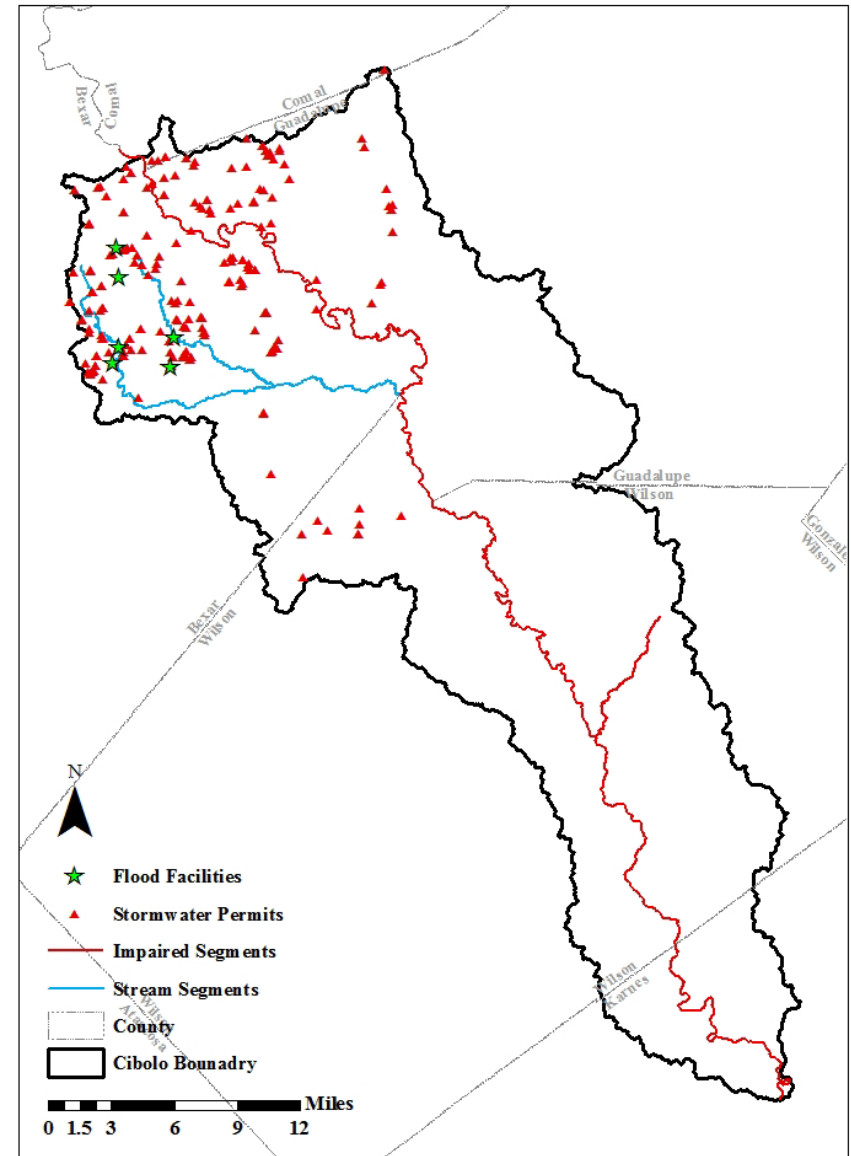 Comal
Bexar
Comal
Guadalupe
Guadalupe
Wilson
Gonzale
Wilson
Bexar
Wilson
N
Flood Facilities
Stormwater Permits
Impaired Segments
Stream Segments
County
Cibolo Bounadry
Wilson
Atascosa
Wilson
Karnes
Miles
0 1.5 3 6 9 12